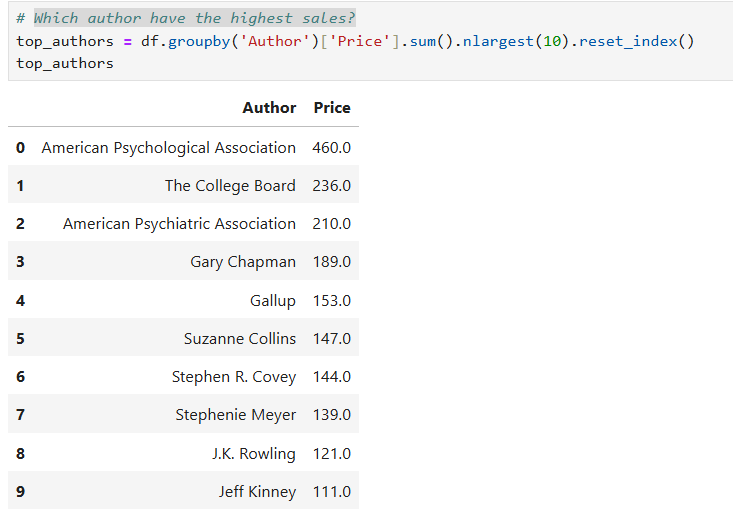 # Which author have the highest sales?
top_authors = df.groupby('Author')['Price'].sum().nlargest(10).reset_index()
top_authors
Author Price
0 American Psychological Association 460.0
1 The College Board 236.0
2 American Psychiatric Association 210.0
3 Gary Chapman 189.0
4 Gallup 153.0
5 Suzanne Collins 147.0
6 Stephen R. Covey 144.0
7 Stephenie Meyer 139.0
8 J.K. Rowling 121.0
9 Jeff Kinney 111.0